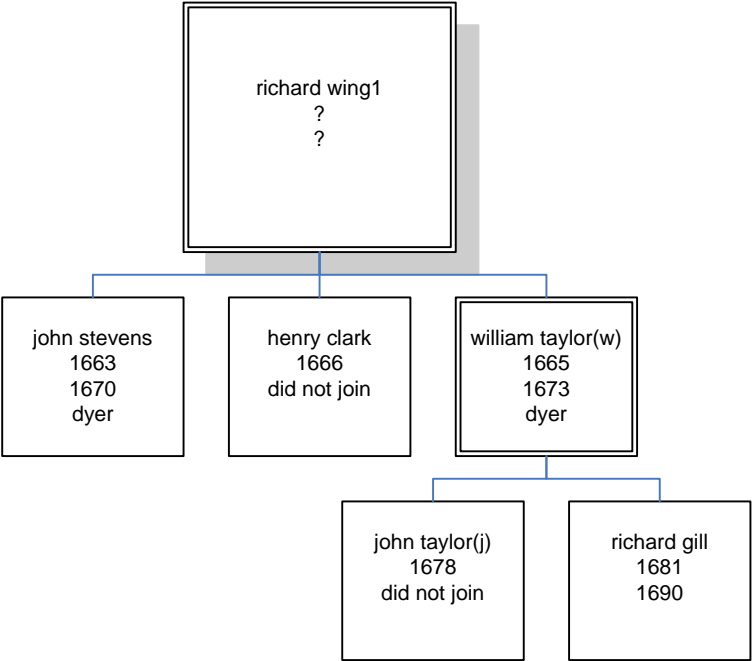 richard wing1
?
?
john stevens
1663
1670
dyer
henry clark
1666
did not join
william taylor(w)
1665
1673
dyer
john taylor(j)
1678
did not join
richard gill
1681
1690